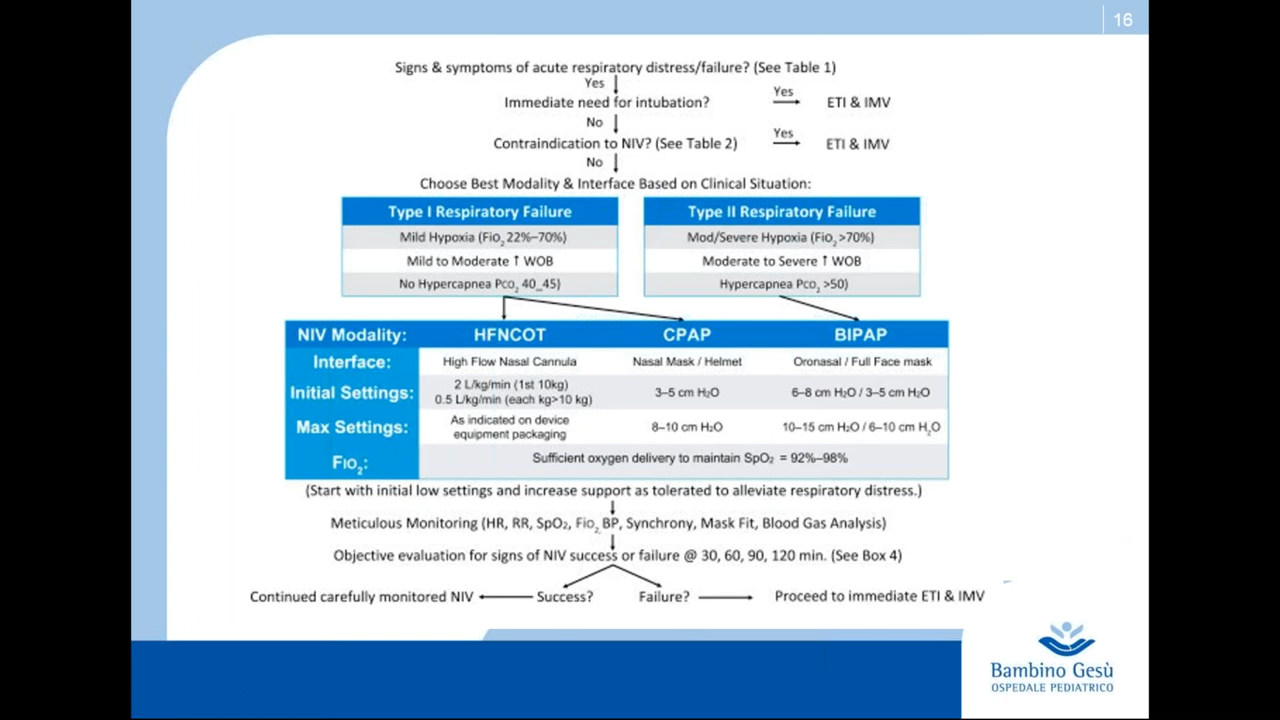 16
Signs & symptoms of acute respiratory distress/failure? (See Table 1)
Yes
Immediate need for intubation?
Yes
ETI & IMV
No
Contraindication to NIV? (See Table 2)
Yes
ETI & IMV
No
Choose Best Modality & Interface Based on Clinical Situation:
Type I Respiratory Failure
Mild Hypoxia (FIO2 22%–70%)
Mild to Moderate ↑ WOB
No Hypercapnea PCO2 40_45)
Type II Respiratory Failure
Mod/Severe Hypoxia (FIO2 >70%)
Moderate to Severe ↑ WOB
Hypercapnea PCO2 >50)
NIV Modality: HFNCOT CPAP BIPAP
Interface: High Flow Nasal Cannula Nasal Mask / Helmet Oronasal / Full Face mask
Initial Settings: 2 L/kg/min (1st 10kg) 3–5 cm H2O 6–8 cm H2O / 3–5 cm H2O
0.5 L/kg/min (each kg>10 kg)
Max Settings: As indicated on device 8–10 cm H2O 10–15 cm H2O / 6–10 cm H2O
equipment packaging
FIO2: Sufficient oxygen delivery to maintain SpO2 = 92%–98%
(Start with initial low settings and increase support as tolerated to alleviate respiratory distress.)
Meticulous Monitoring (HR, RR, SpO2, FIO2 BP, Synchrony, Mask Fit, Blood Gas Analysis)
Objective evaluation for signs of NIV success or failure @ 30, 60, 90, 120 min. (See Box 4)
Continued carefully monitored NIV Success? Failure? Proceed to immediate ETI & IMV
Bambino Gesù
OSPEDALE PEDIATRICO